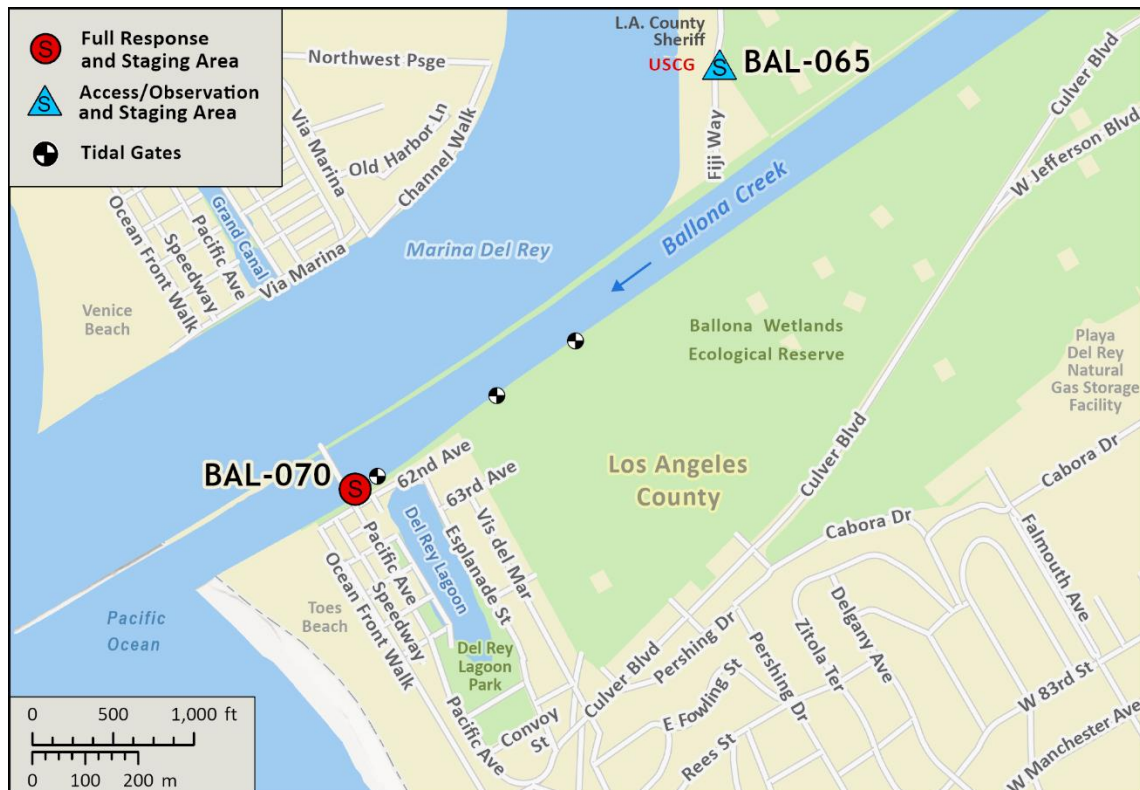 S
Full Response
and Staging Area
S
Access/Observation
and Staging Area
Tidal Gates
L.A. County
Sheriff
USCG
S
BAL-065
Northwest Psge
Via Marina
Old Harbor Ln
Channel Walk
Fiji Way
Culver Blvd
W Jefferson Blvd
Ballona Creek
Grand Canal
Pacific Ave
Speedway
Ocean Front Walk
Via Marina
Marina Del Rey
Venice
Beach
Ballona Wetlands
Ecological Reserve
Playa
Del Rey
Natural
Gas Storage
Facility
BAL-070
S
62nd Ave
63rd Ave
Los Angeles
County
Culver Blvd
Cabora Dr
Cabora Dr
Vis del Mar
Esplanade St
Del Rey Lagoon
Pacific Ave
Speedway
Ocean Front Walk
Toes
Beach
Pacific
Ocean
Del Rey
Lagoon
Park
Falmouth Ave
Delgany Ave
Zitola Ter
Pershing Dr
Pershing Dr
Culver Blvd
E Fowling St
Rees St
W 83rd St
W Manchester Ave
Convoy
St
Pacific Ave
0 500 1,000 ft
0 100 200 m